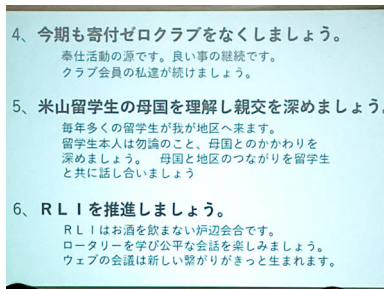 4、今期も寄付ゼロクラブをなくしましょう。
奉仕活動の源です。良い事の継続です。
クラブ会員の私達が続けましょう。
5、米山留学生の母国を理解し親交を深めましょう。
毎年多くの留学生が我が地区へ来ます。
留学生本人は勿論のこと、母国とのかかわりを
深めましょう。 母国と地区のつながりを留学生
と共に話し合いましょう
6、ＲＬＩを推進しましょう。
ＲＬＩはお酒を飲まない炉辺会合です。
ロータリーを学び公平な会話を楽しみましょう。
ウェブの会議は新しい繋がりがきっと生まれます。